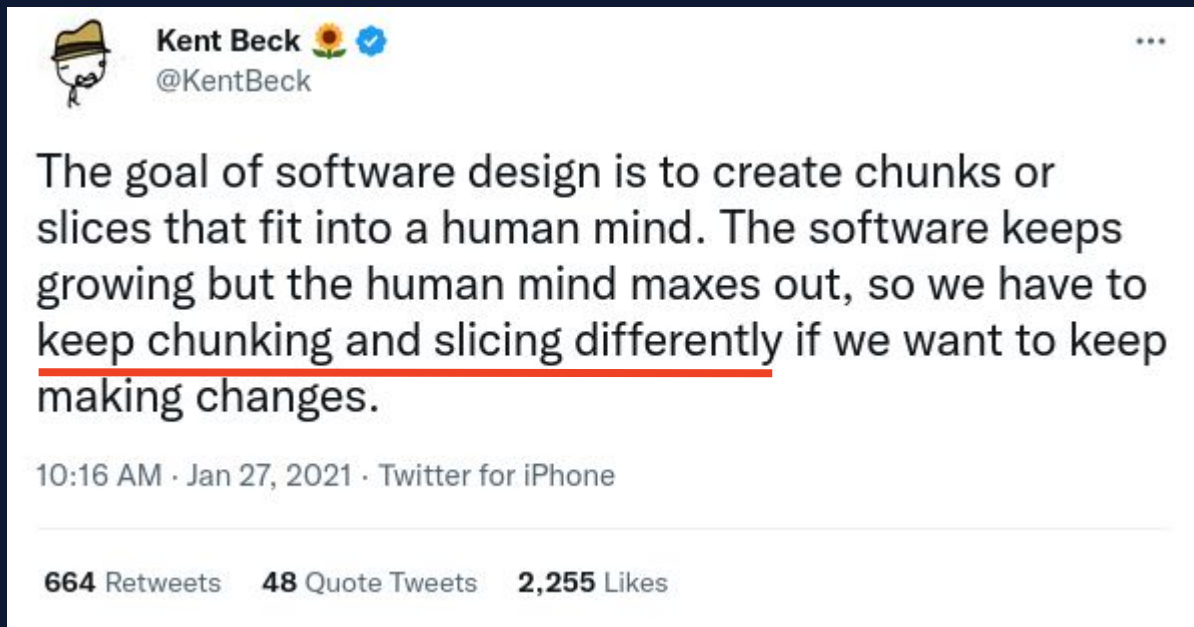 Kent Beck 🌻
@KentBeck
The goal of software design is to create chunks or
slices that fit into a human mind. The software keeps
growing but the human mind maxes out, so we have to
keep chunking and slicing differently if we want to keep
making changes.
10:16 AM · Jan 27, 2021 · Twitter for iPhone
664 Retweets 48 Quote Tweets 2,255 Likes